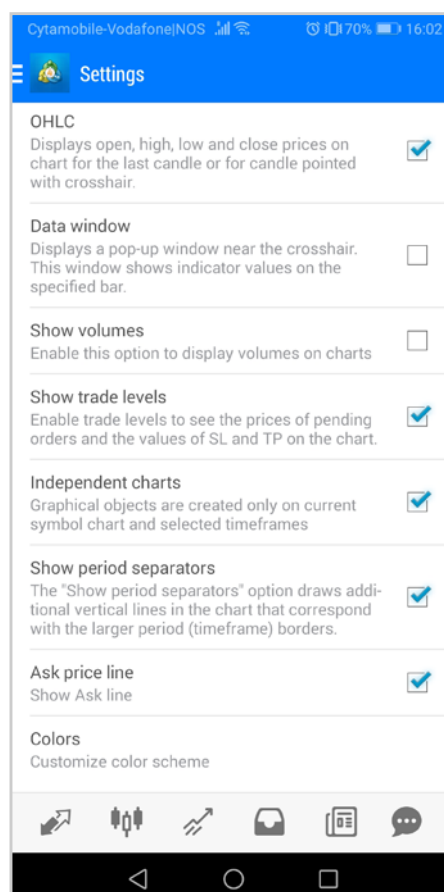 Cytamobile-Vodafone|NOS 70% 16:02
Settings
OHLC
Displays open, high, low and close prices on
chart for the last candle or for candle pointed
with crosshair.
Data window
Displays a pop-up window near the crosshair.
This window shows indicator values on the
specified bar.
Show volumes
Enable this option to display volumes on charts
Show trade levels
Enable trade levels to see the prices of pending
orders and the values of SL and TP on the chart.
Independent charts
Graphical objects are created only on current
symbol chart and selected timeframes
Show period separators
The "Show period separators" option draws addi-
tional vertical lines in the chart that correspond
with the larger period (timeframe) borders.
Ask price line
Show Ask line
Colors
Customize color scheme